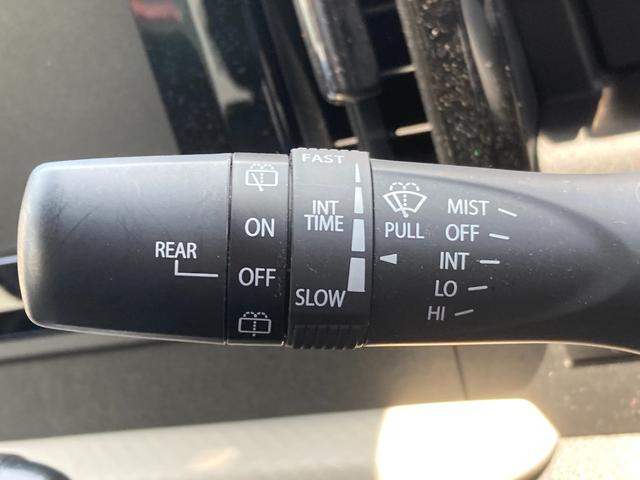 FAST
INT
TIME
SLOW
REAR
ON
OFF
PULL
MIST
OFF
INT
LO
HI